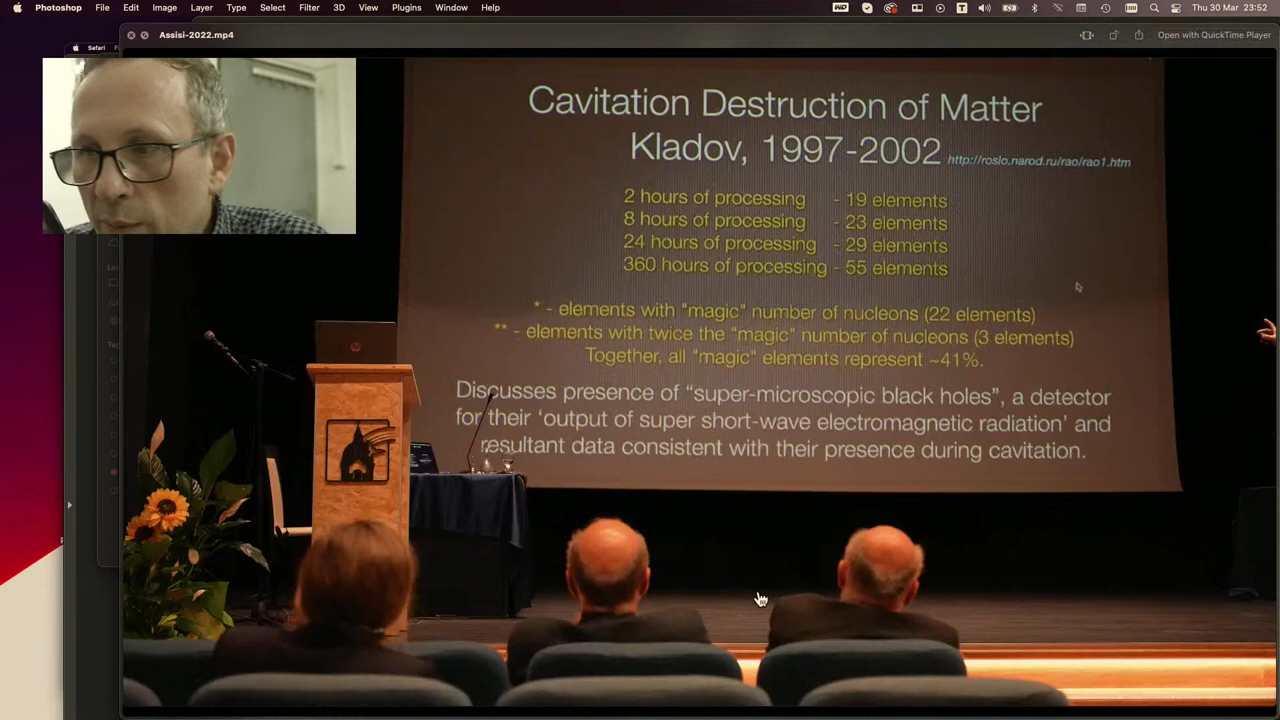 Photoshop File Edit Image Layer Type Select Filter 3D View Plugins Window Help Thu 30 Mar 23:52
Safari
Assisi-2022.mp4 Open with QuickTime Player
Cavitation Destruction of Matter
Kladov, 1997-2002 http://roslo.narod.ru/rao/rao1.htm
2 hours of processing - 19 elements
8 hours of processing - 23 elements
24 hours of processing - 29 elements
360 hours of processing - 55 elements
* - elements with "magic" number of nucleons (22 elements)
** - elements with twice the "magic" number of nucleons (3 elements)
Together, all "magic" elements represent ~41%.
Discusses presence of “super-microscopic black holes”, a detector
for their ‘output of super short-wave electromagnetic radiation’ and
resultant data consistent with their presence during cavitation.